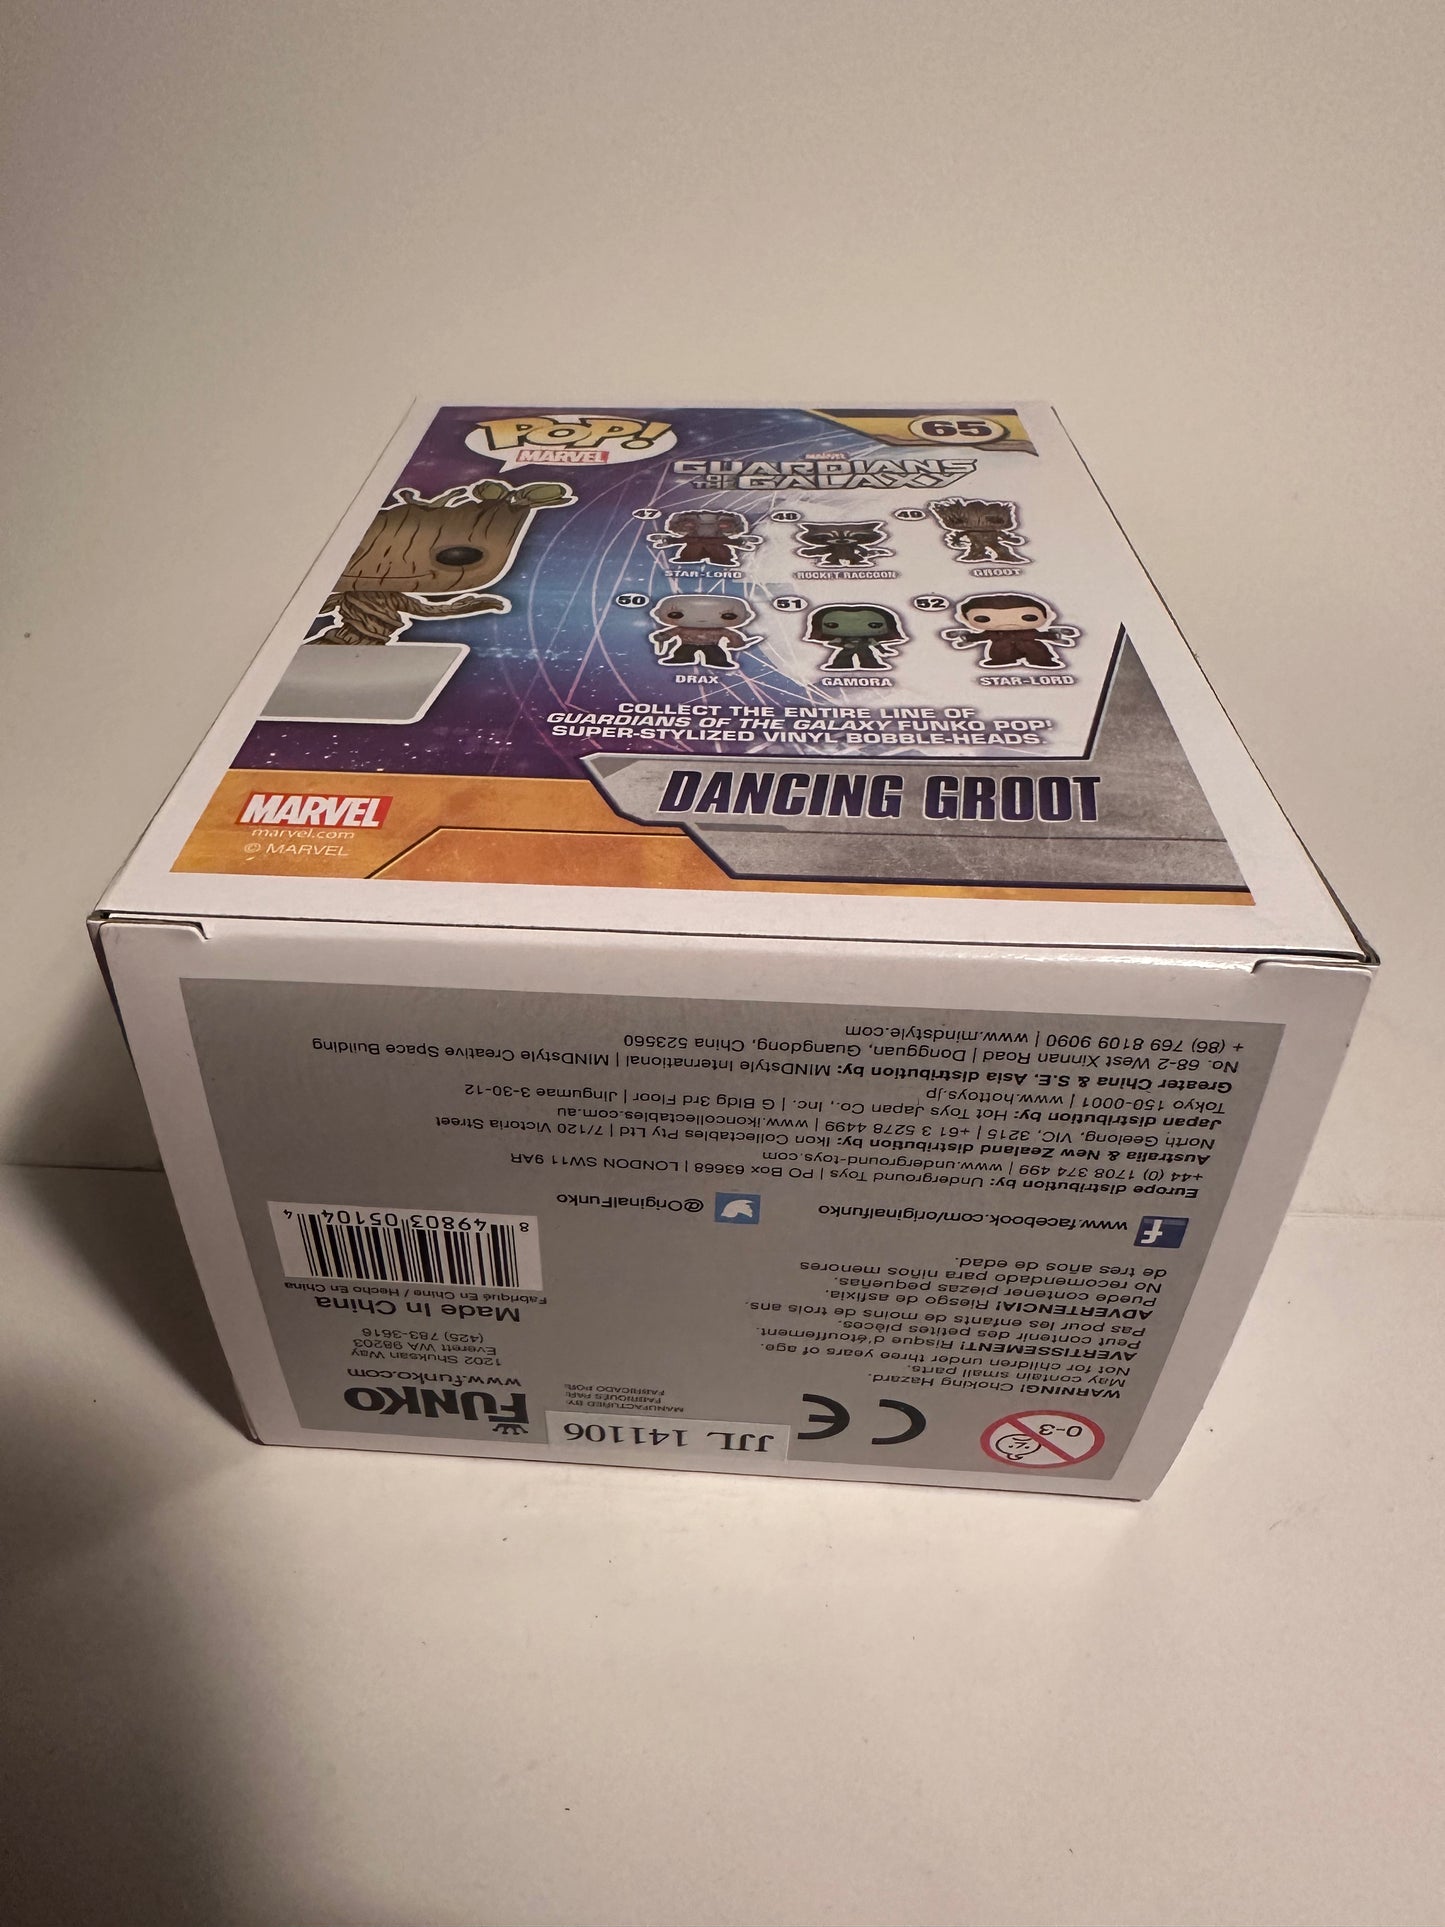 POP!
MARVEL
65
MARVEL
GUARDIANS
OF THE GALAXY
47
48
49
STAR-LORD
ROCKET RACCOON
GROOT
50
51
52
DRAX
GAMORA
STAR-LORD
COLLECT THE ENTIRE LINE OF
GUARDIANS OF THE GALAXY FUNKO POP!
SUPER-STYLIZED VINYL BOBBLE-HEADS.
DANCING GROOT
MARVEL
marvel.com
© MARVEL
0-3
CE
JJL 141106
MANUFACTURED BY:
FABRIQUÉS PAR:
FABRICADO POR:
FUNKO
www.funko.com
1202 Shuksan Way
Everett WA 98203
(425) 783-3616
Made In China
Fabriqué En Chine / Hecho En China
8 49803 05104 4
WARNING! Choking Hazard.
May contain small parts.
Not for children under three years of age.
AVERTISSEMENT! Risque d'étouffement.
Peut contenir des petites pièces.
Pas pour les enfants de moins de trois ans.
ADVERTENCIA! Riesgo de asfixia.
Puede contener piezas pequeñas.
No recomendado para niños menores
de tres años de edad.
www.facebook.com/originalfunko
@OriginalFunko
Europe distribution by: Underground Toys | PO Box 63668 | LONDON SW11 9AR
+44 (0) 1708 374 499 | www.underground-toys.com
Australia & New Zealand distribution by: Ikon Collectables Pty Ltd | 7/120 Victoria Street
North Geelong, VIC, 3215 | +61 3 5278 4499 | www.ikoncollectables.com.au
Japan distribution by: Hot Toys Japan Co., Inc. | G Bldg 3rd Floor | Jingumae 3-30-12
Tokyo 150-0001 | www.hottoys.jp
Greater China & S.E. Asia distribution by: MINDstyle International | MINDstyle Creative Space Building
No. 68-2 West Xinnan Road | Dongguan, Guangdong, China 523560
+ (86) 769 8109 9090 | www.mindstyle.com